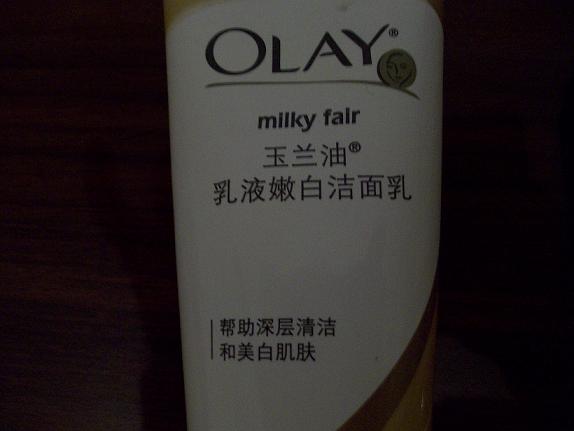 OLAY®
milky fair
玉兰油®
乳液嫩白洁面乳
帮助深层清洁
和美白肌肤